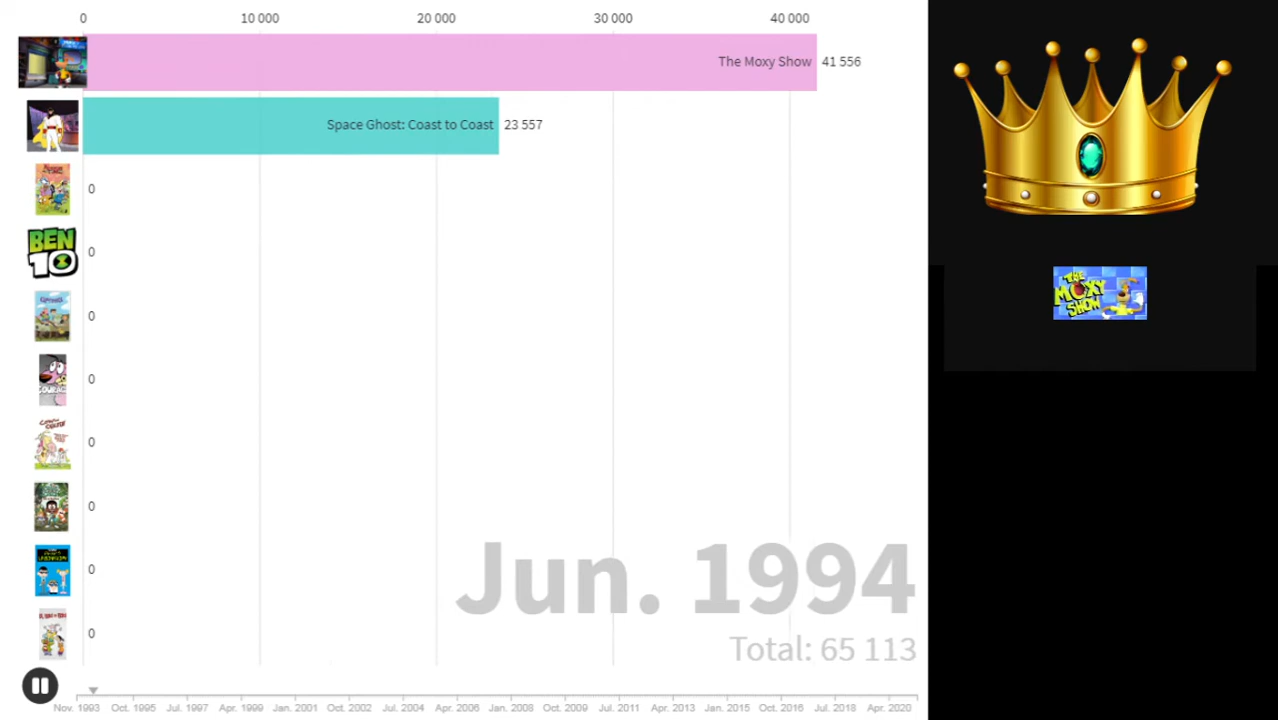 0 10 000 20 000 30 000 40 000
The Moxy Show 41 556
Space Ghost: Coast to Coast 23 557
0
BEN 10 0
0
0
0
0
0
0
THE MOXY SHOW
Jun. 1994
Total: 65 113
Nov. 1993 Oct. 1995 Jul. 1997 Apr. 1999 Jan. 2001 Oct. 2002 Jul. 2004 Apr. 2006 Jan. 2008 Oct. 2009 Jul. 2011 Apr. 2013 Jan. 2015 Oct. 2016 Jul. 2018 Apr. 2020